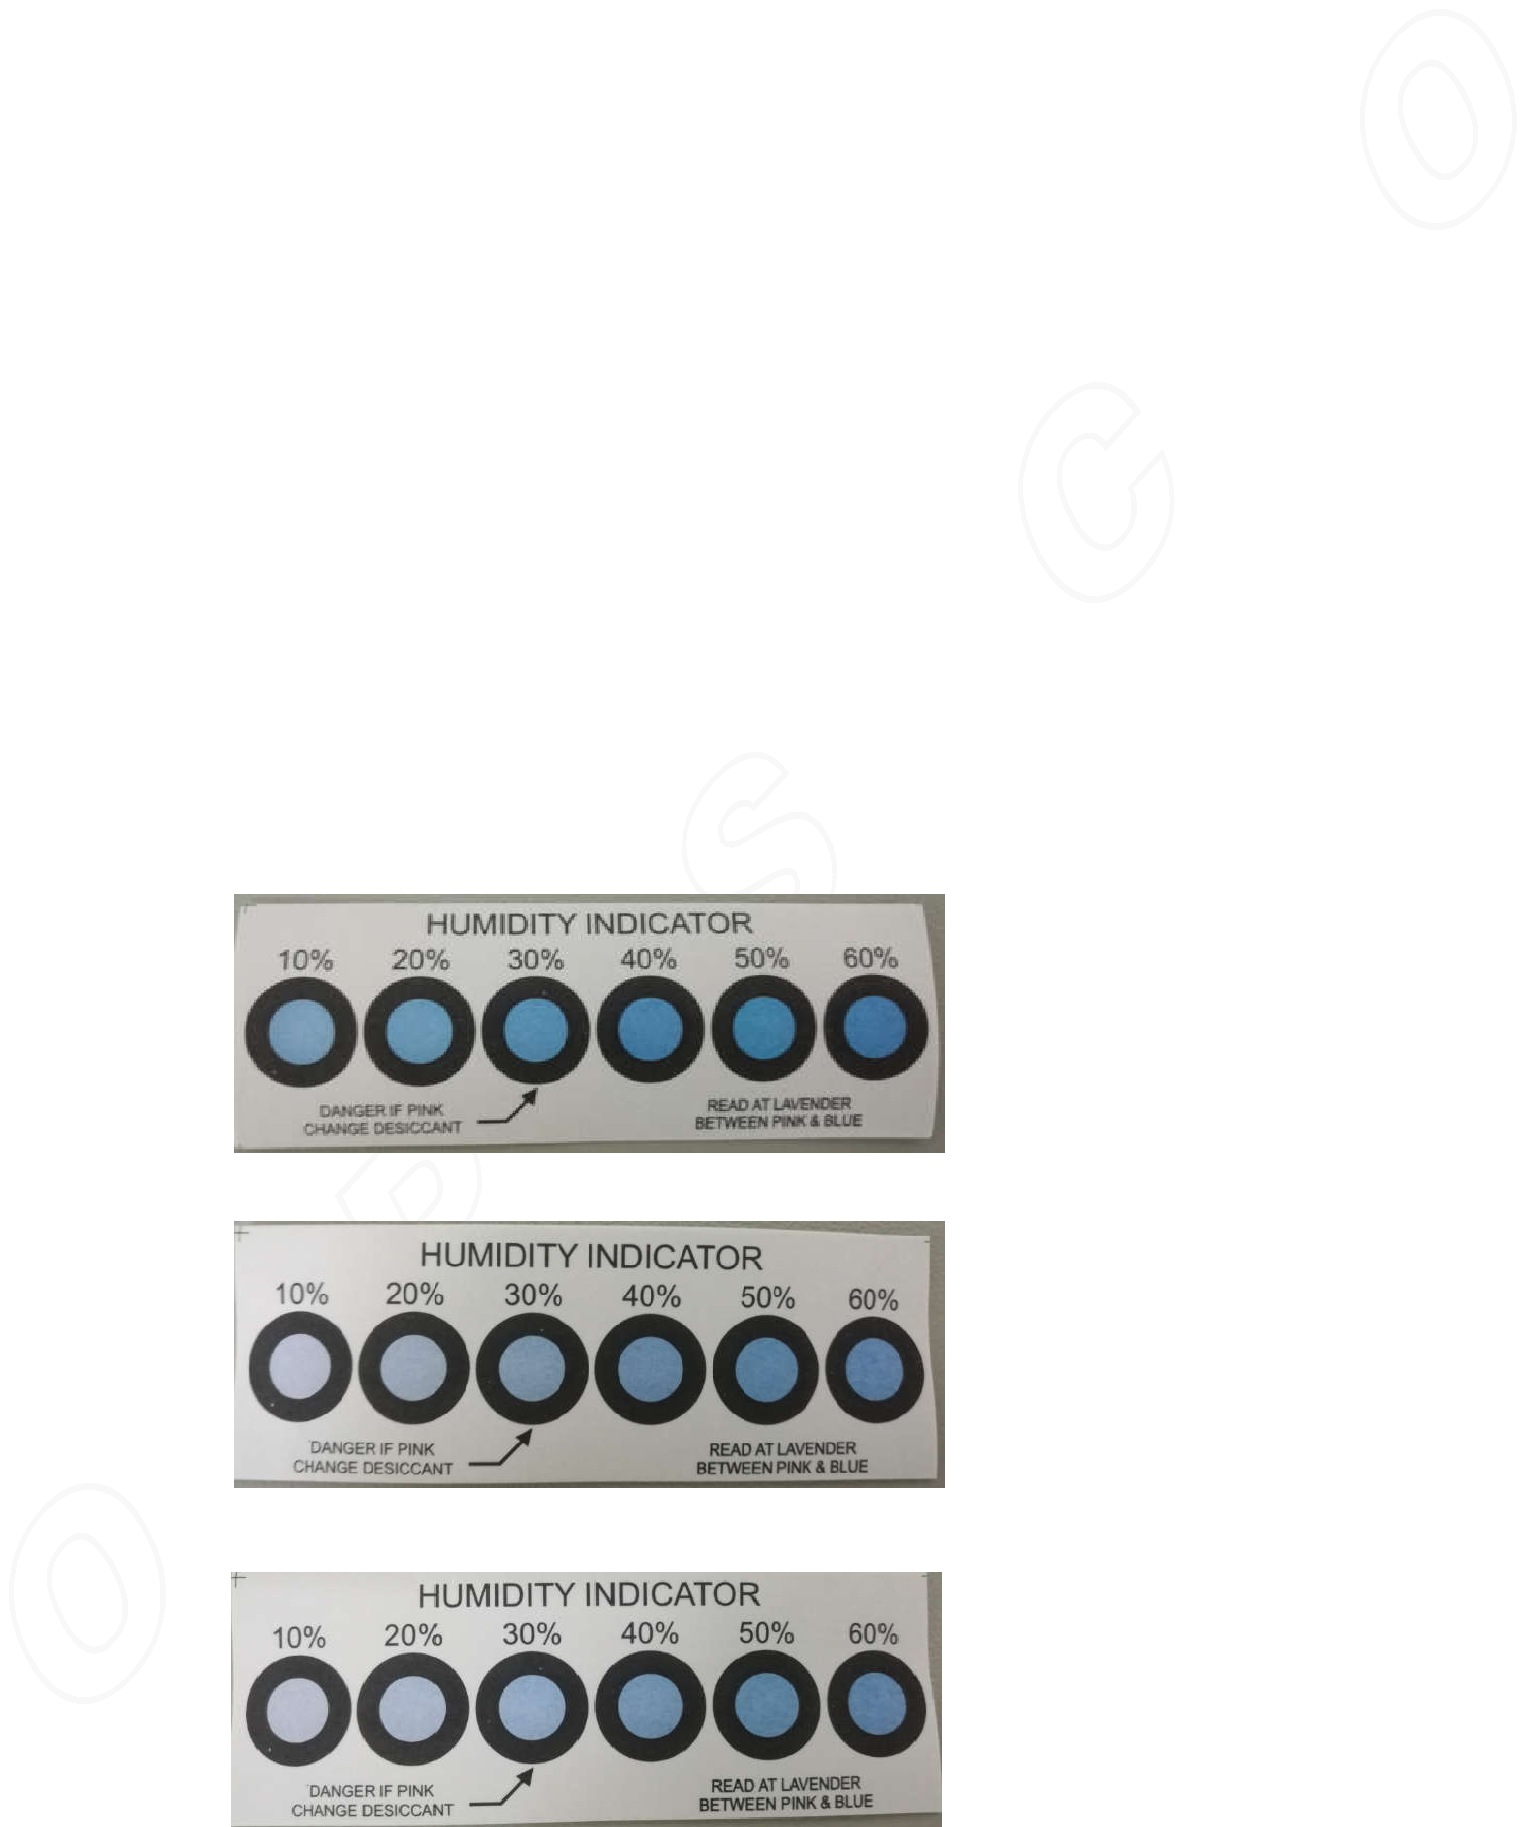 HUMIDITY INDICATOR
10% 20% 30% 40% 50% 60%
DANGER IF PINK
CHANGE DESICCANT
READ AT LAVENDER
BETWEEN PINK & BLUE
HUMIDITY INDICATOR
10% 20% 30% 40% 50% 60%
DANGER IF PINK
CHANGE DESICCANT
READ AT LAVENDER
BETWEEN PINK & BLUE
HUMIDITY INDICATOR
10% 20% 30% 40% 50% 60%
DANGER IF PINK
CHANGE DESICCANT
READ AT LAVENDER
BETWEEN PINK & BLUE